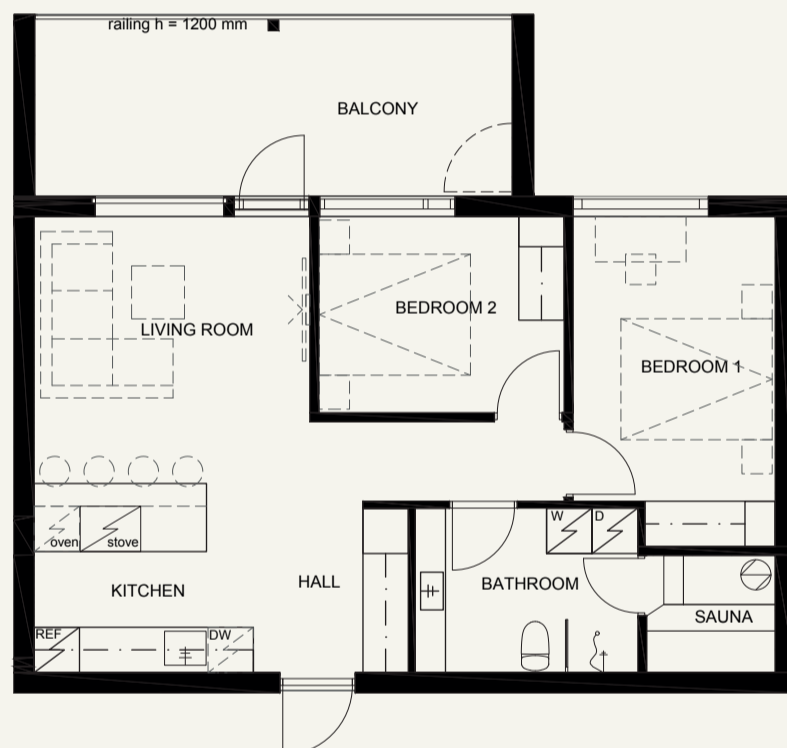 railing h = 1200 mm
BALCONY
BEDROOM 2
LIVING ROOM
BEDROOM 1
W
D
oven
stove
KITCHEN
HALL
BATHROOM
SAUNA
REF
DW